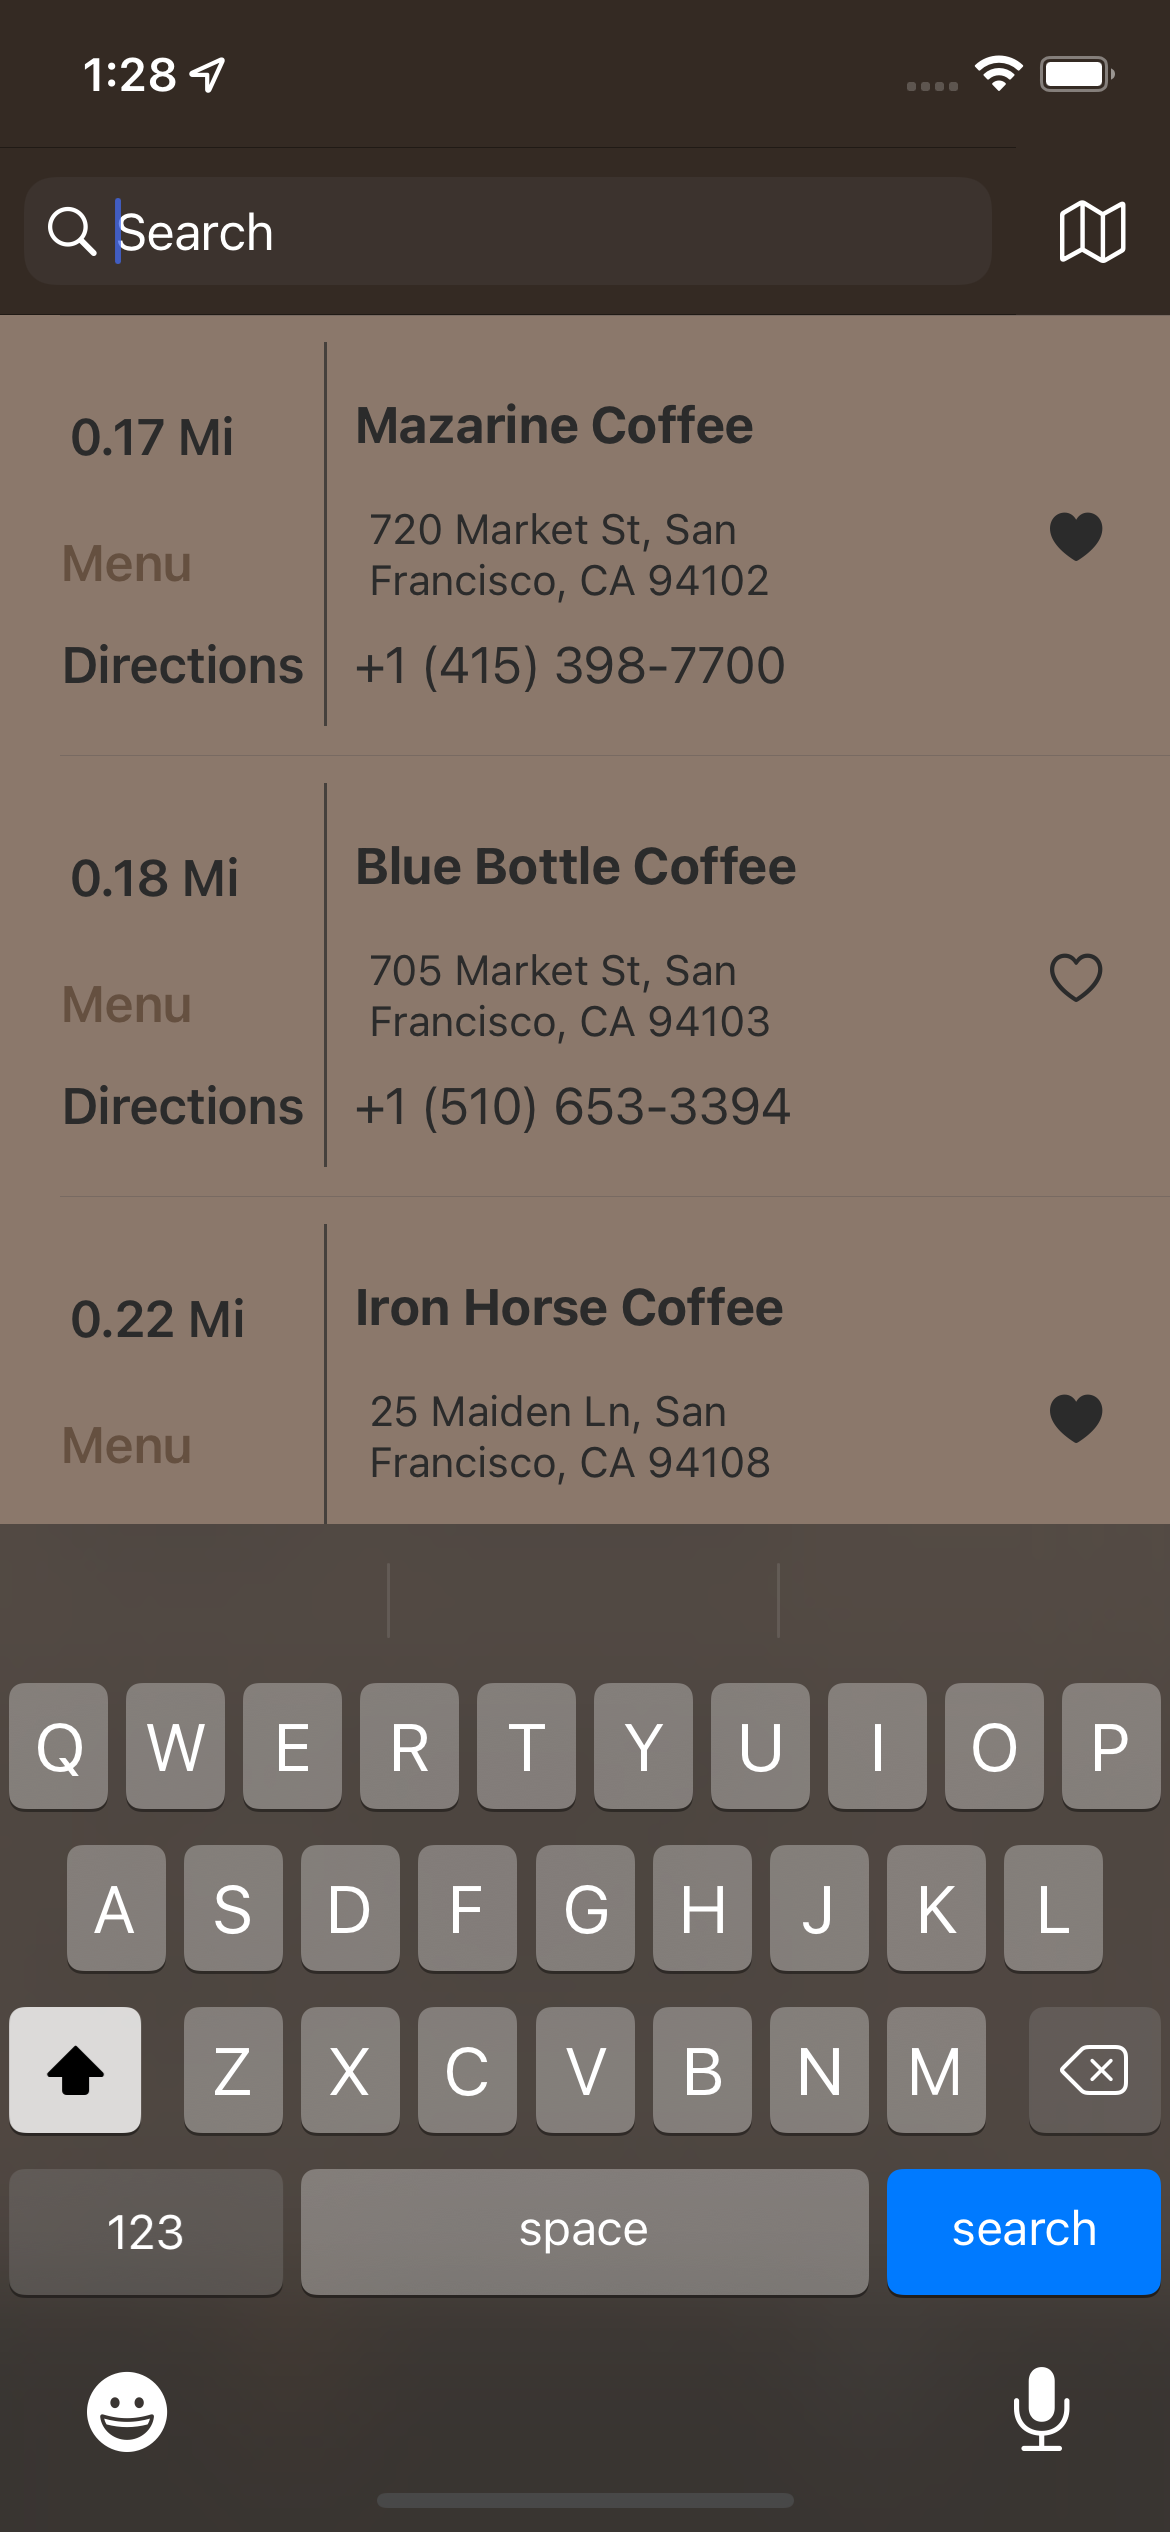 1:28
Search
0.17 Mi
Mazarine Coffee
720 Market St, San
Francisco, CA 94102
Menu
Directions
+1 (415) 398-7700
0.18 Mi
Blue Bottle Coffee
705 Market St, San
Francisco, CA 94103
Menu
Directions
+1 (510) 653-3394
0.22 Mi
Iron Horse Coffee
25 Maiden Ln, San
Francisco, CA 94108
Menu
Q W E R T Y U I O P
A S D F G H J K L
Z X C V B N M
123 space search